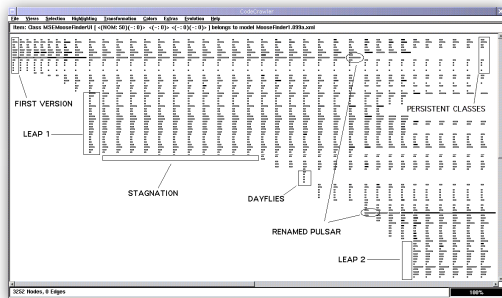 CodeCrawler
File Views Selection Highlighting Transformation Colors Extras Evolution Help
Item: Class MSEMooseFinderUI | <(NOM: 50)(- : 0)> <(- : 0)> <(- : 0)(- : 0)> | belongs to model MooseFinder1.099a.xml
FIRST VERSION
PERSISTENT CLASSES
LEAP 1
STAGNATION
DAYFLIES
RENAMED PULSAR
LEAP 2
3252 Nodes, 0 Edges
100%